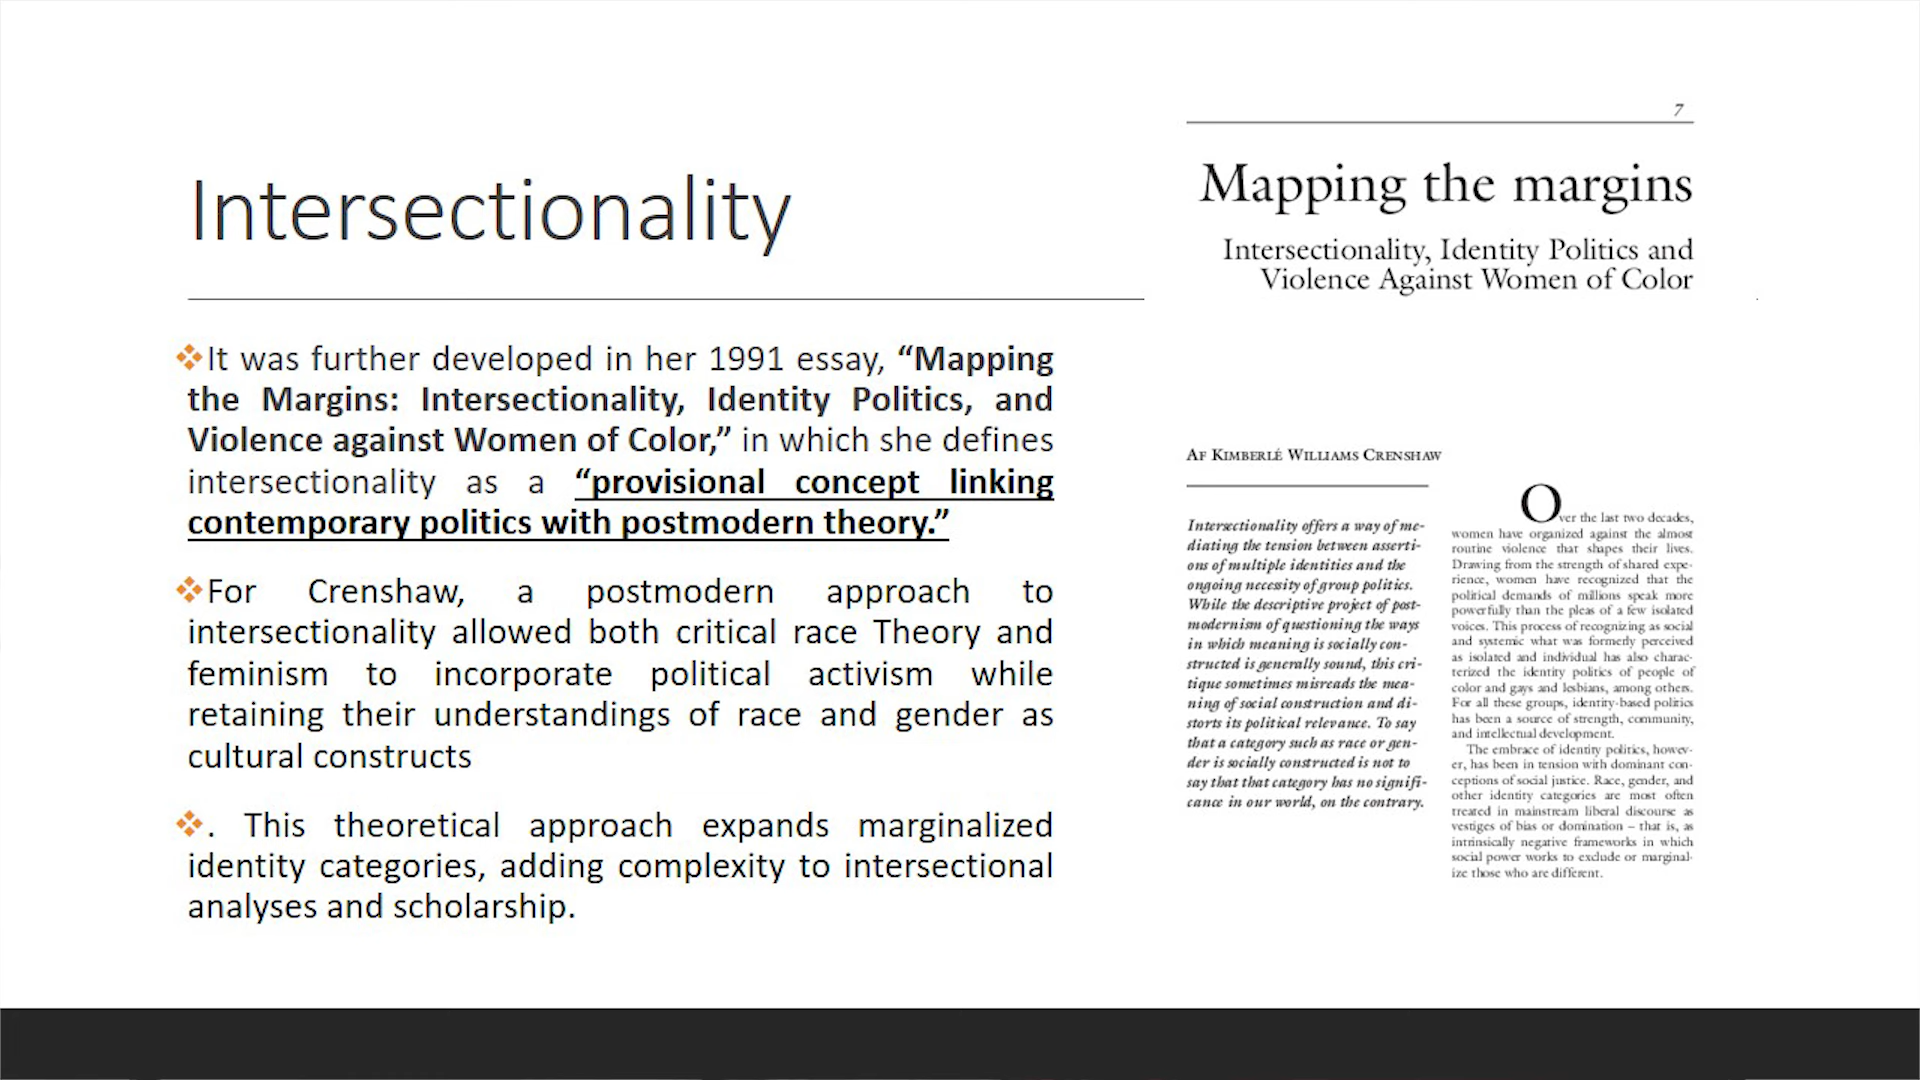 Intersectionality
❖It was further developed in her 1991 essay, “Mapping
the Margins: Intersectionality, Identity Politics, and
Violence against Women of Color,” in which she defines
intersectionality as a “provisional concept linking
contemporary politics with postmodern theory.”
❖For Crenshaw, a postmodern approach to
intersectionality allowed both critical race Theory and
feminism to incorporate political activism while
retaining their understandings of race and gender as
cultural constructs
❖. This theoretical approach expands marginalized
identity categories, adding complexity to intersectional
analyses and scholarship.
7
Mapping the margins
Intersectionality, Identity Politics and
Violence Against Women of Color
AF KIMBERLÉ WILLIAMS CRENSHAW
Intersectionality offers a way of me-
diating the tension between asserti-
ons of multiple identities and the
ongoing necessity of group politics.
While the descriptive project of post-
modernism of questioning the ways
in which meaning is socially con-
structed is generally sound, this cri-
tique sometimes misreads the mea-
ning of social construction and di-
storts its political relevance. To say
that a category such as race or gen-
der is socially constructed is not to
say that that category has no signifi-
cance in our world, on the contrary.
Over the last two decades,
women have organized against the almost
routine violence that shapes their lives.
Drawing from the strength of shared expe-
rience, women have recognized that the
political demands of millions speak more
powerfully than the pleas of a few isolated
voices. This process of recognizing as social
and systemic what was formerly perceived
as isolated and individual has also charac-
terized the identity politics of people of
color and gays and lesbians, among others.
For all these groups, identity-based politics
has been a source of strength, community,
and intellectual development.
The embrace of identity politics, howev-
er, has been in tension with dominant con-
ceptions of social justice. Race, gender, and
other identity categories are most often
treated in mainstream liberal discourse as
vestiges of bias or domination – that is, as
intrinsically negative frameworks in which
social power works to exclude or marginal-
ize those who are different.